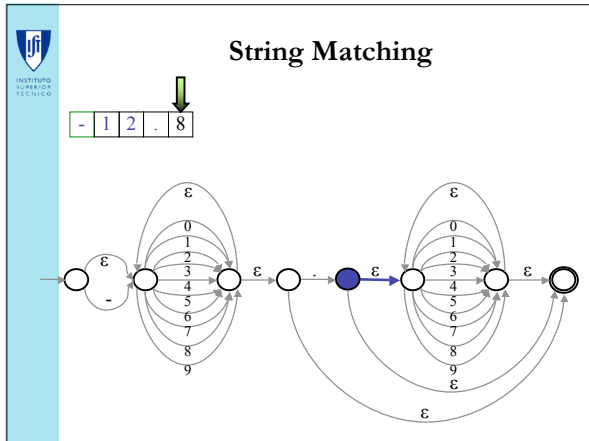 String Matching
INSTITUTO
SUPERIOR
TÉCNICO
- 1 2 . 8
ε ε
0 0
1 1
ε 2 2
3 ε . ε 3 ε
4 4
- 5 5
6 6
7 7
8 8
9 9
ε
ε